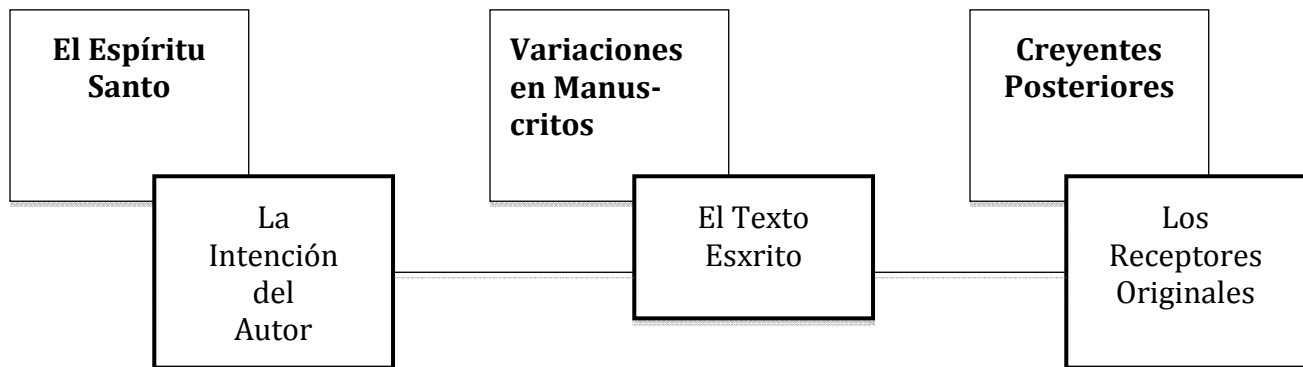 El Espíritu
Santo
Variaciones
en Manus-
critos
Creyentes
Posteriores
La
Intención
del
Autor
El Texto
Esxrito
Los
Receptores
Originales